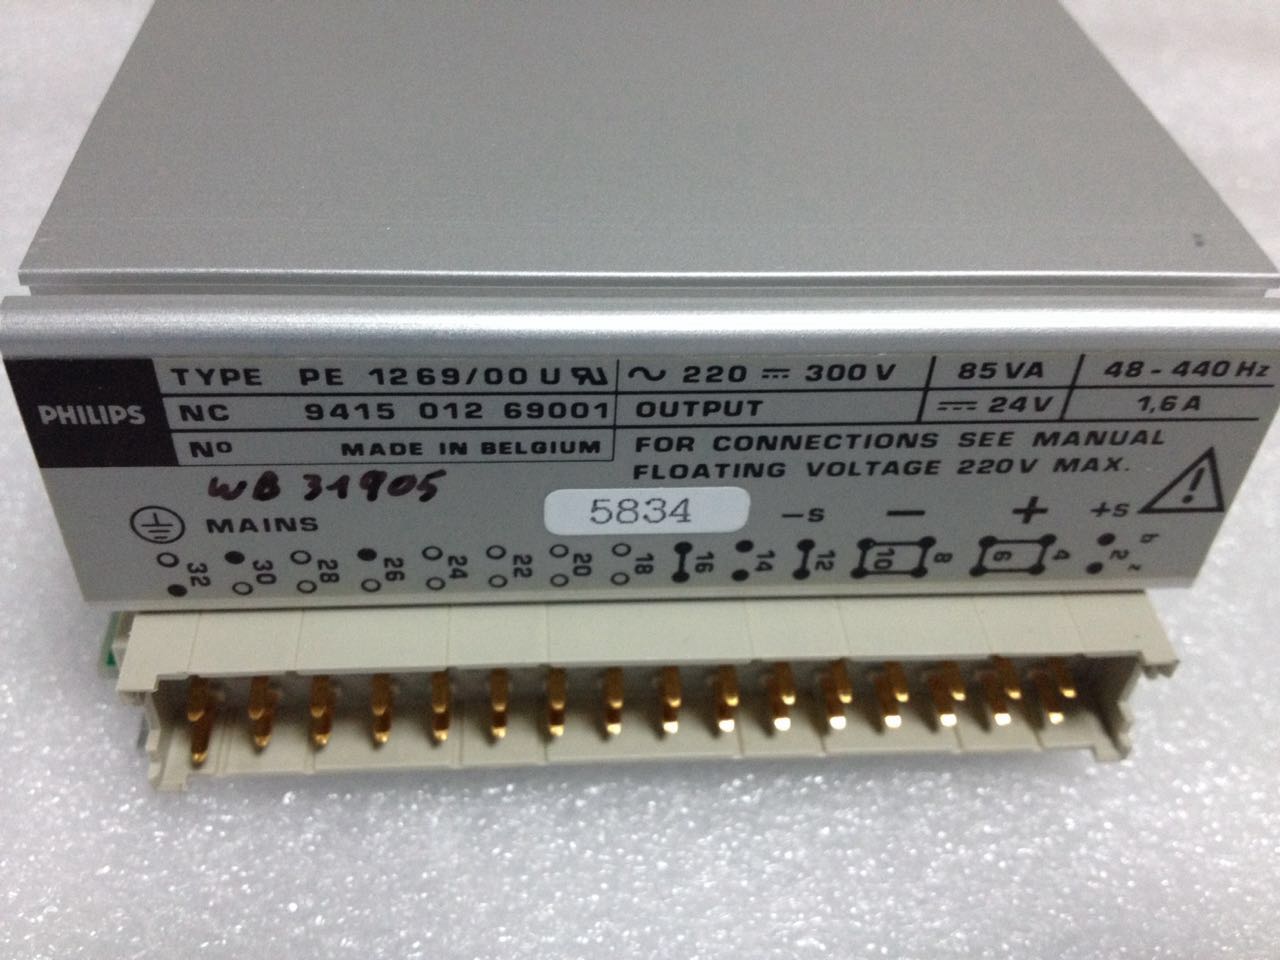 PHILIPS
TYPE PE 1269/00 U
NC 9415 012 69001
No MADE IN BELGIUM
WB 31905
~ 220 ⎓ 300 V 85 VA 48 - 440 Hz
OUTPUT ⎓ 24 V 1,6 A
FOR CONNECTIONS SEE MANUAL
FLOATING VOLTAGE 220 V MAX.
5834
MAINS -S - + +S
32 30 28 26 24 22 20 18 16 14 12 10 8 6 4 2
b